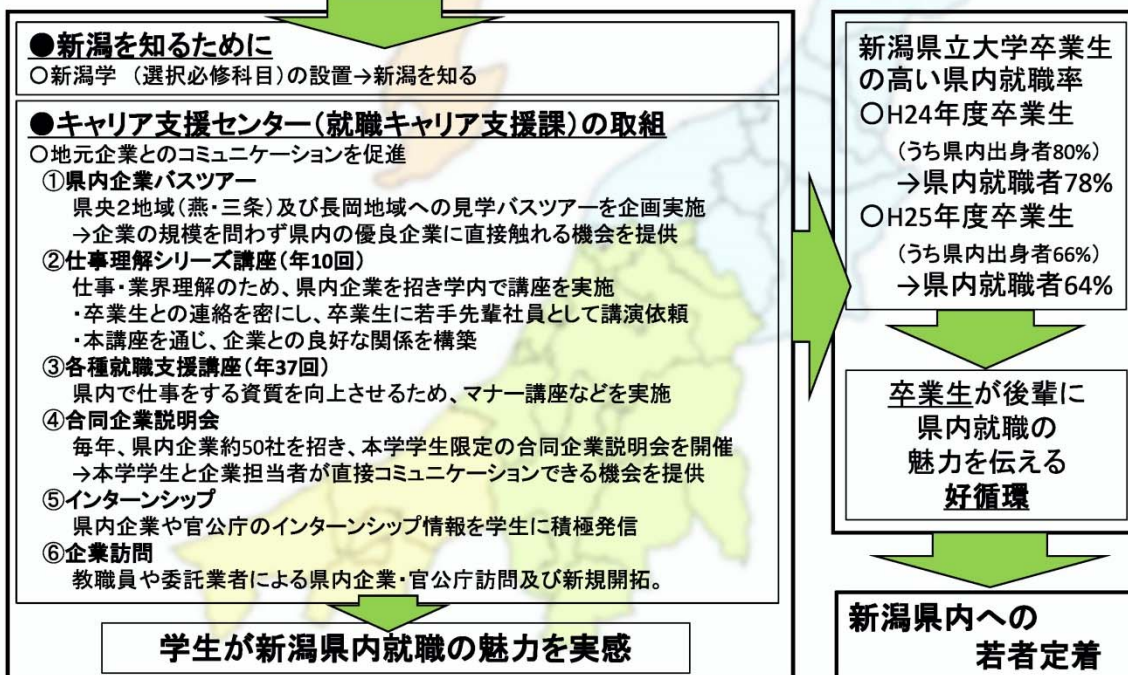 ●新潟を知るために
○新潟学 （選択必修科目）の設置→新潟を知る
●キャリア支援センター（就職キャリア支援課）の取組
○地元企業とのコミュニケーションを促進
①県内企業バスツアー
県央2地域（燕・三条）及び長岡地域への見学バスツアーを企画実施
→企業の規模を問わず県内の優良企業に直接触れる機会を提供
②仕事理解シリーズ講座（年10回）
仕事・業界理解のため、県内企業を招き学内で講座を実施
・卒業生との連絡を密にし、卒業生に若手先輩社員として講演依頼
・本講座を通じ、企業との良好な関係を構築
③各種就職支援講座（年37回）
県内で仕事をする資質を向上させるため、マナー講座などを実施
④合同企業説明会
毎年、県内企業約50社を招き、本学学生限定の合同企業説明会を開催
→本学学生と企業担当者が直接コミュニケーションできる機会を提供
⑤インターンシップ
県内企業や官公庁のインターンシップ情報を学生に積極発信
⑥企業訪問
教職員や委託業者による県内企業・官公庁訪問及び新規開拓。
学生が新潟県内就職の魅力を実感
新潟県立大学卒業生
の高い県内就職率
○H24年度卒業生
（うち県内出身者80%）
→県内就職者78%
○H25年度卒業生
（うち県内出身者66%）
→県内就職者64%
卒業生が後輩に
県内就職の
魅力を伝える
好循環
新潟県内への
若者定着